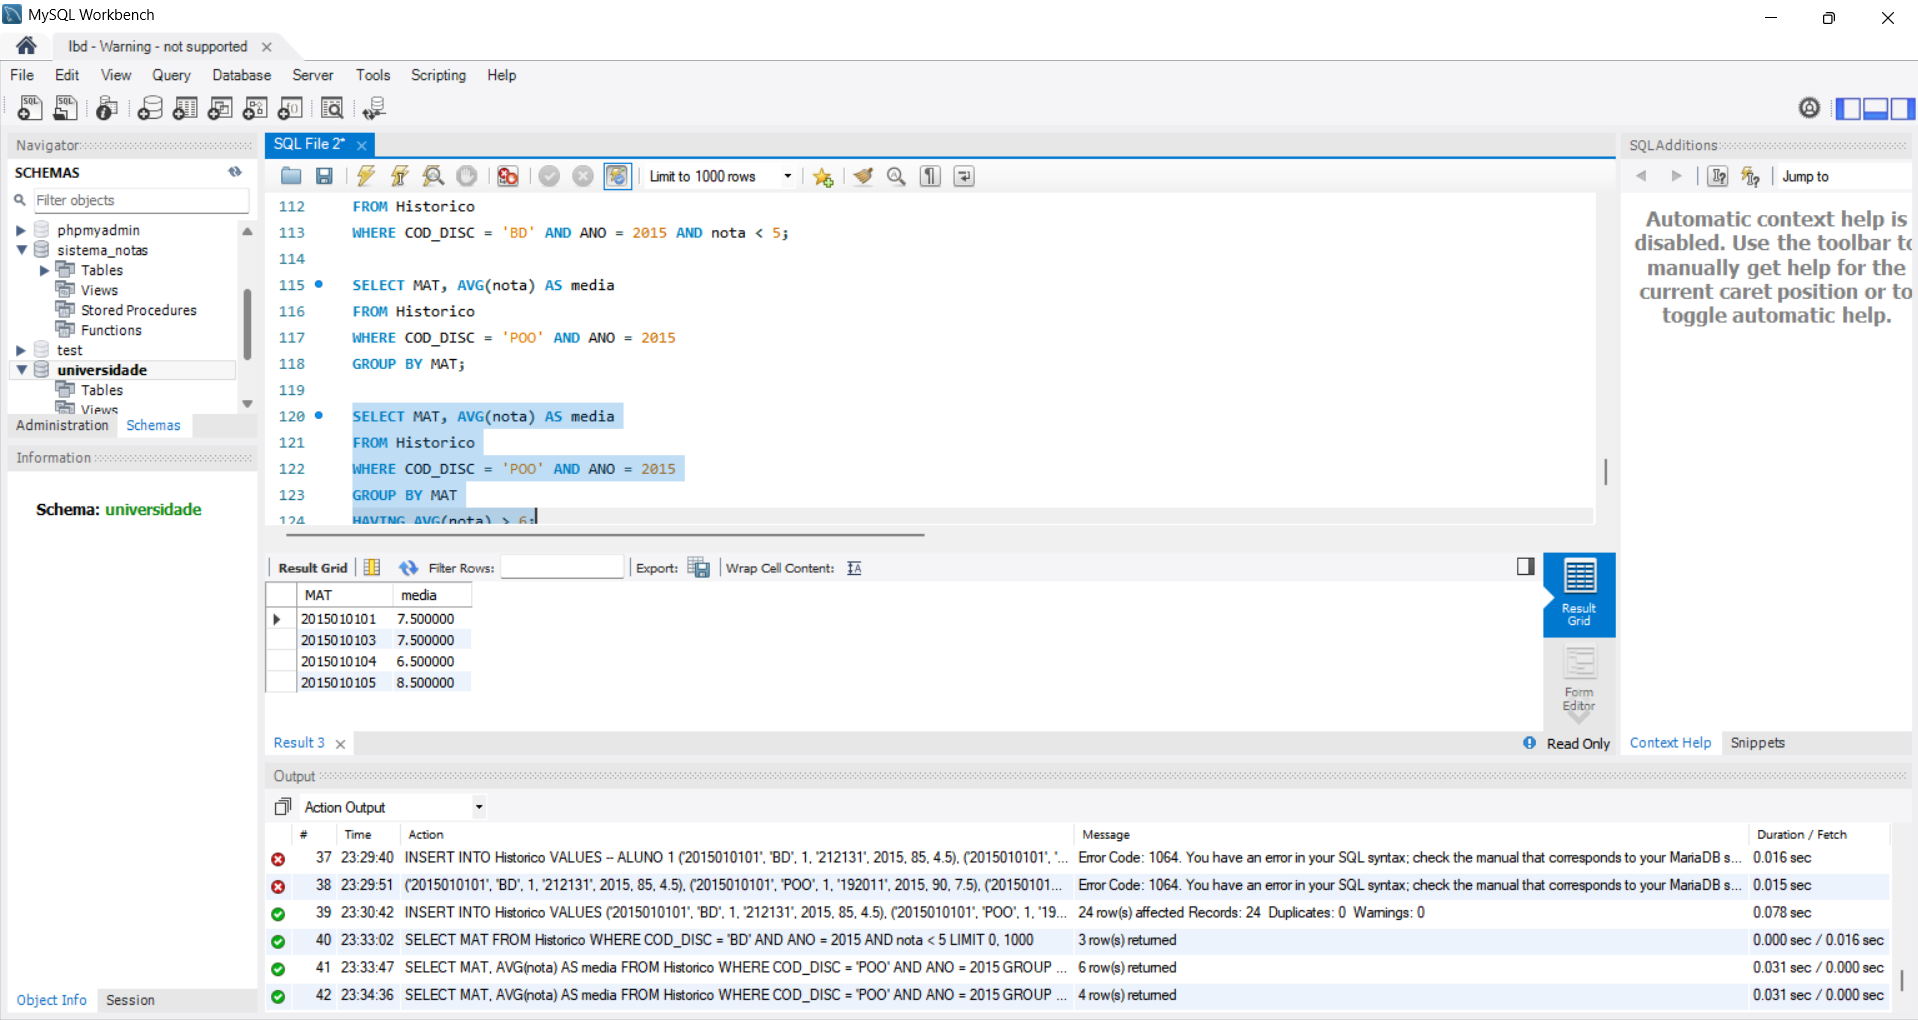 MySQL Workbench
lbd - Warning - not supported
File Edit View Query Database Server Tools Scripting Help
Navigator
SCHEMAS
Filter objects
phpmyadmin
sistema_notas
Tables
Views
Stored Procedures
Functions
test
universidade
Tables
Views
Administration Schemas
Information
Schema: universidade
Object Info Session
SQL File 2*
Limit to 1000 rows
112 FROM Historico
113 WHERE COD_DISC = 'BD' AND ANO = 2015 AND nota < 5;
114
115 SELECT MAT, AVG(nota) AS media
116 FROM Historico
117 WHERE COD_DISC = 'POO' AND ANO = 2015
118 GROUP BY MAT;
119
120 SELECT MAT, AVG(nota) AS media
121 FROM Historico
122 WHERE COD_DISC = 'POO' AND ANO = 2015
123 GROUP BY MAT
124 HAVING AVG(nota) > 6;
Result Grid Filter Rows: Export: Wrap Cell Content:
MAT media
2015010101 7.500000
2015010103 7.500000
2015010104 6.500000
2015010105 8.500000
Result Grid
Form Editor
Result 3
Read Only
SQLAdditions
Jump to
Automatic context help is
disabled. Use the toolbar to
manually get help for the
current caret position or to
toggle automatic help.
Context Help Snippets
Output
Action Output
# Time Action Message Duration / Fetch
37 23:29:40 INSERT INTO Historico VALUES -- ALUNO 1 ('2015010101', 'BD', 1, '212131', 2015, 85, 4.5), ('2015010101', '... Error Code: 1064. You have an error in your SQL syntax; check the manual that corresponds to your MariaDB s... 0.016 sec
38 23:29:51 ('2015010101', 'BD', 1, '212131', 2015, 85, 4.5), ('2015010101', 'POO', 1, '192011', 2015, 90, 7.5), ('20150101... Error Code: 1064. You have an error in your SQL syntax; check the manual that corresponds to your MariaDB s... 0.015 sec
39 23:30:42 INSERT INTO Historico VALUES ('2015010101', 'BD', 1, '212131', 2015, 85, 4.5), ('2015010101', 'POO', 1, '19... 24 row(s) affected Records: 24 Duplicates: 0 Warnings: 0 0.078 sec
40 23:33:02 SELECT MAT FROM Historico WHERE COD_DISC = 'BD' AND ANO = 2015 AND nota < 5 LIMIT 0, 1000 3 row(s) returned 0.000 sec / 0.016 sec
41 23:33:47 SELECT MAT, AVG(nota) AS media FROM Historico WHERE COD_DISC = 'POO' AND ANO = 2015 GROUP ... 6 row(s) returned 0.031 sec / 0.000 sec
42 23:34:36 SELECT MAT, AVG(nota) AS media FROM Historico WHERE COD_DISC = 'POO' AND ANO = 2015 GROUP ... 4 row(s) returned 0.031 sec / 0.000 sec